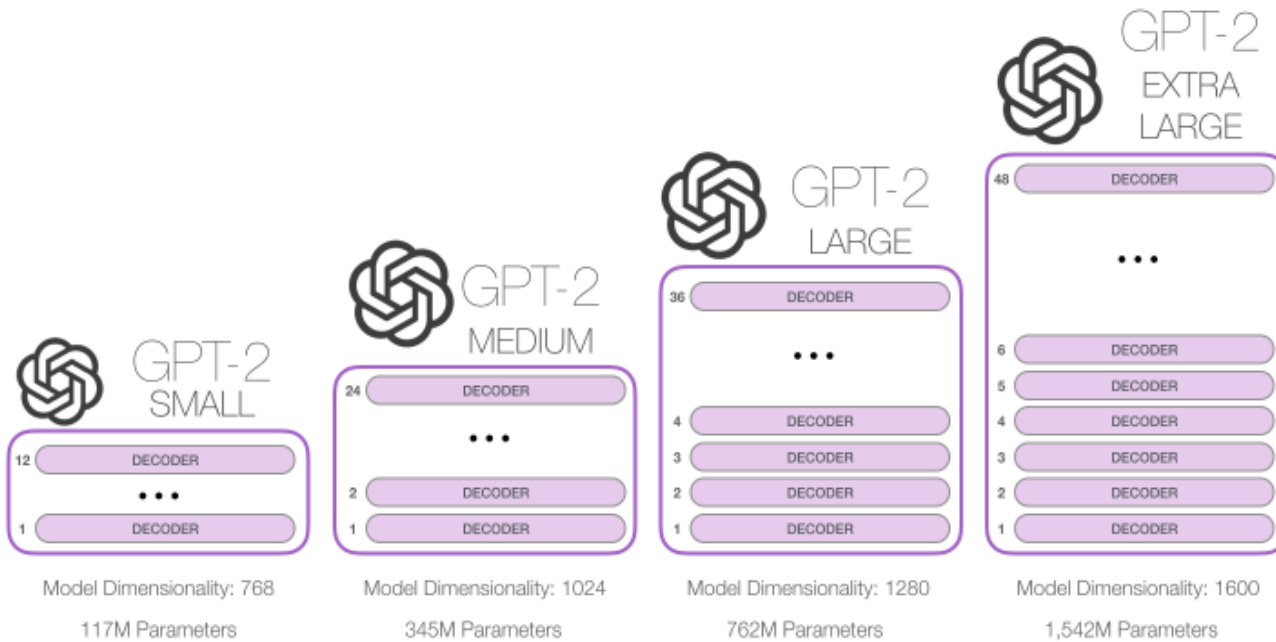 GPT-2
SMALL
12 DECODER
...
1 DECODER
Model Dimensionality: 768
117M Parameters
GPT-2
MEDIUM
24 DECODER
...
2 DECODER
1 DECODER
Model Dimensionality: 1024
345M Parameters
GPT-2
LARGE
36 DECODER
...
4 DECODER
3 DECODER
2 DECODER
1 DECODER
Model Dimensionality: 1280
762M Parameters
GPT-2
EXTRA
LARGE
48 DECODER
...
6 DECODER
5 DECODER
4 DECODER
3 DECODER
2 DECODER
1 DECODER
Model Dimensionality: 1600
1,542M Parameters